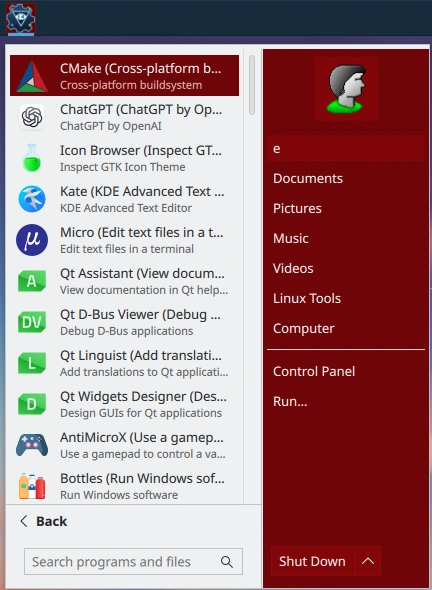 CMake (Cross-platform b...
Cross-platform buildsystem
ChatGPT (ChatGPT by Op...
ChatGPT by OpenAI
Icon Browser (Inspect GT...
Inspect GTK Icon Theme
Kate (KDE Advanced Text ...
KDE Advanced Text Editor
μ
Micro (Edit text files in a t...
Edit text files in a terminal
A
Qt Assistant (View docum...
View documentation in Qt help...
DV
Qt D-Bus Viewer (Debug ...
Debug D-Bus applications
L
Qt Linguist (Add translati...
Add translations to Qt applicati...
D
Qt Widgets Designer (Des...
Design GUIs for Qt applications
AntiMicroX (Use a gamep...
Use a gamepad to control a va...
Bottles (Run Windows sof...
Run Windows software
Back
Search programs and files
e
Documents
Pictures
Music
Videos
Linux Tools
Computer
Control Panel
Run...
Shut Down